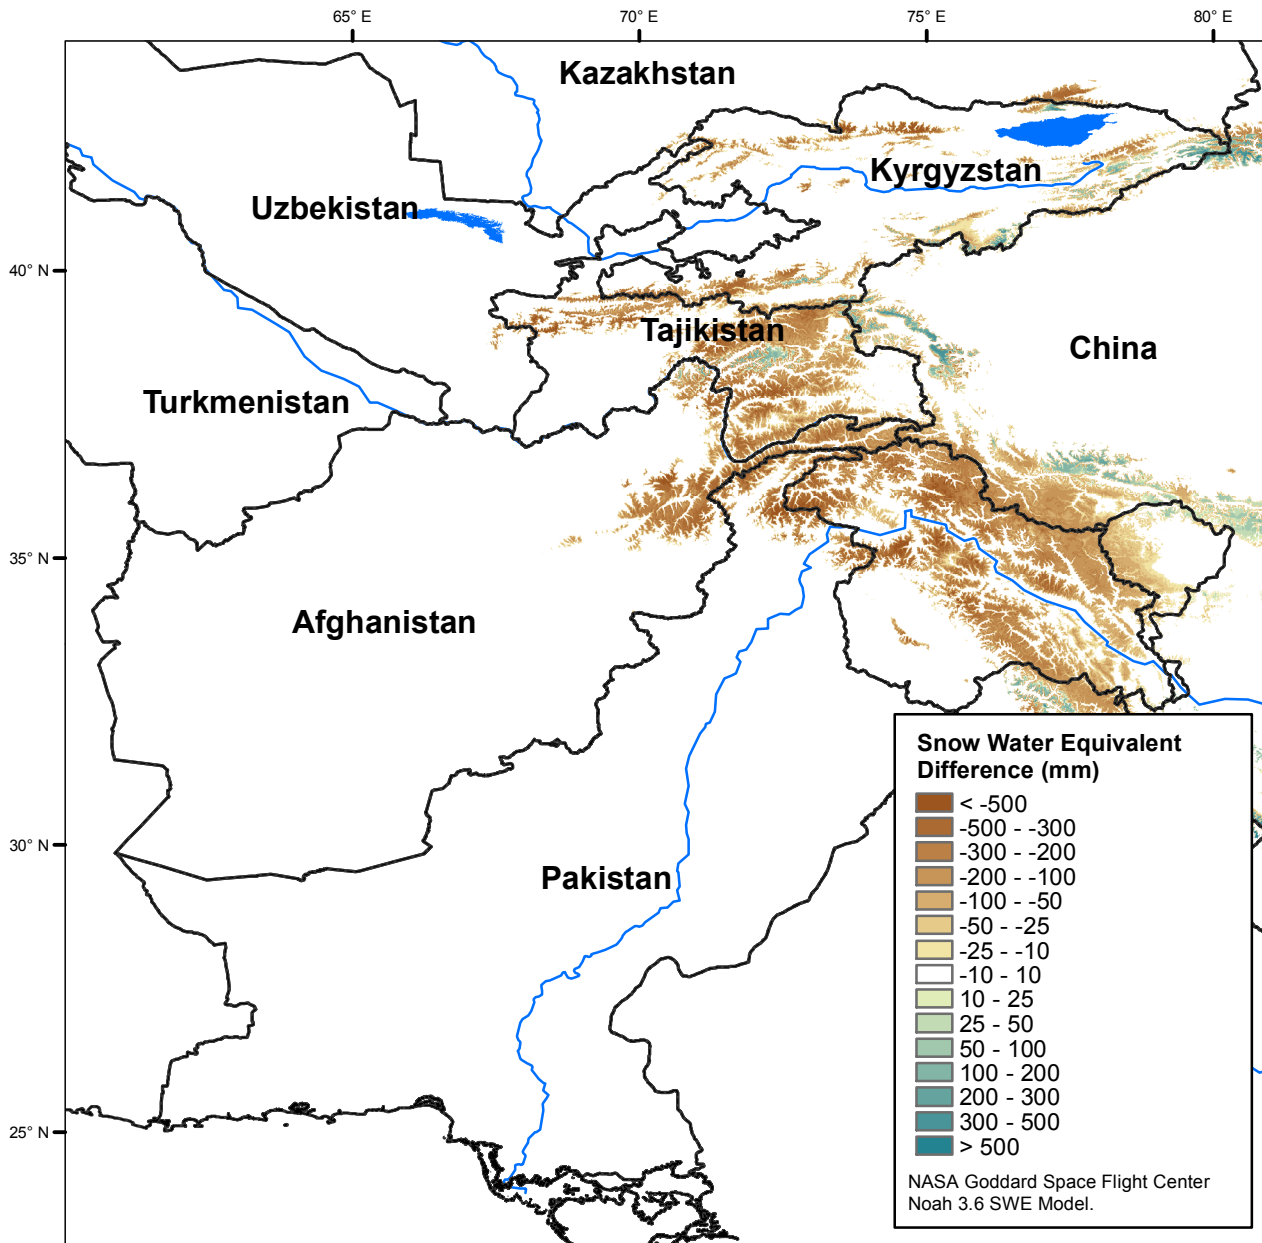 65° E
70° E
75° E
80° E
Kazakhstan
Kyrgyzstan
Uzbekistan
40° N
Tajikistan
China
Turkmenistan
35° N
Afghanistan
Snow Water Equivalent
Difference (mm)
< -500
-500 - -300
-300 - -200
-200 - -100
-100 - -50
-50 - -25
-25 - -10
-10 - 10
10 - 25
25 - 50
50 - 100
100 - 200
200 - 300
300 - 500
> 500
NASA Goddard Space Flight Center
Noah 3.6 SWE Model.
30° N
Pakistan
25° N